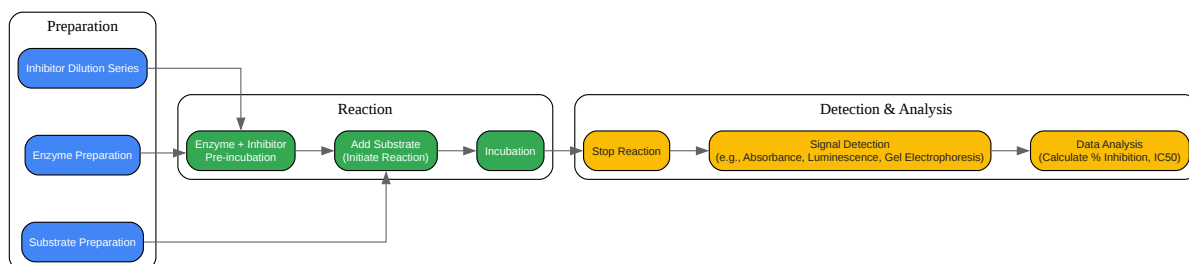 Preparation
Inhibitor Dilution Series
Enzyme Preparation
Substrate Preparation
Reaction
Enzyme + Inhibitor
Pre-incubation
Add Substrate
(Initiate Reaction)
Incubation
Detection & Analysis
Stop Reaction
Signal Detection
(e.g., Absorbance, Luminescence, Gel Electrophoresis)
Data Analysis
(Calculate % Inhibition, IC50)